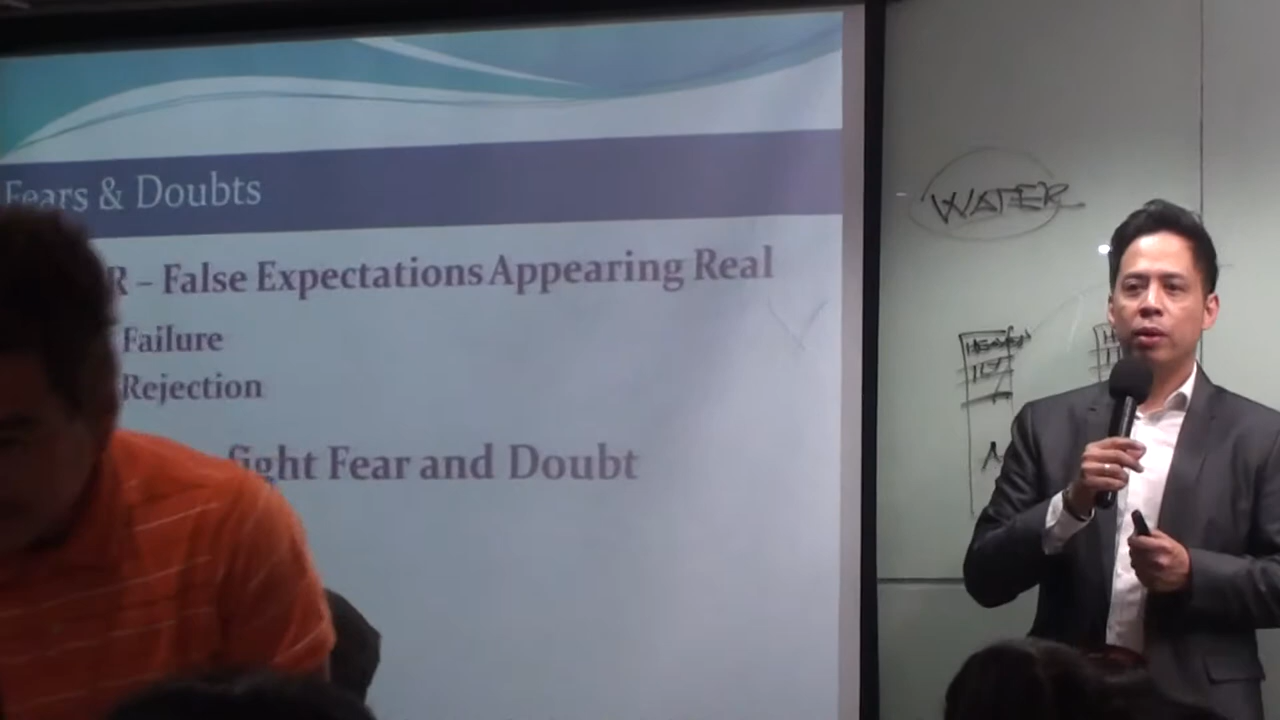 Fears & Doubts
R – False Expectations Appearing Real
Failure
Rejection
fight Fear and Doubt
WATER